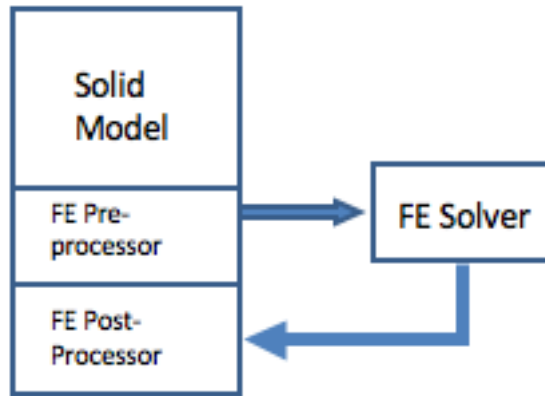 Solid
Model
FE Pre-
processor
FE Solver
FE Post-
Processor